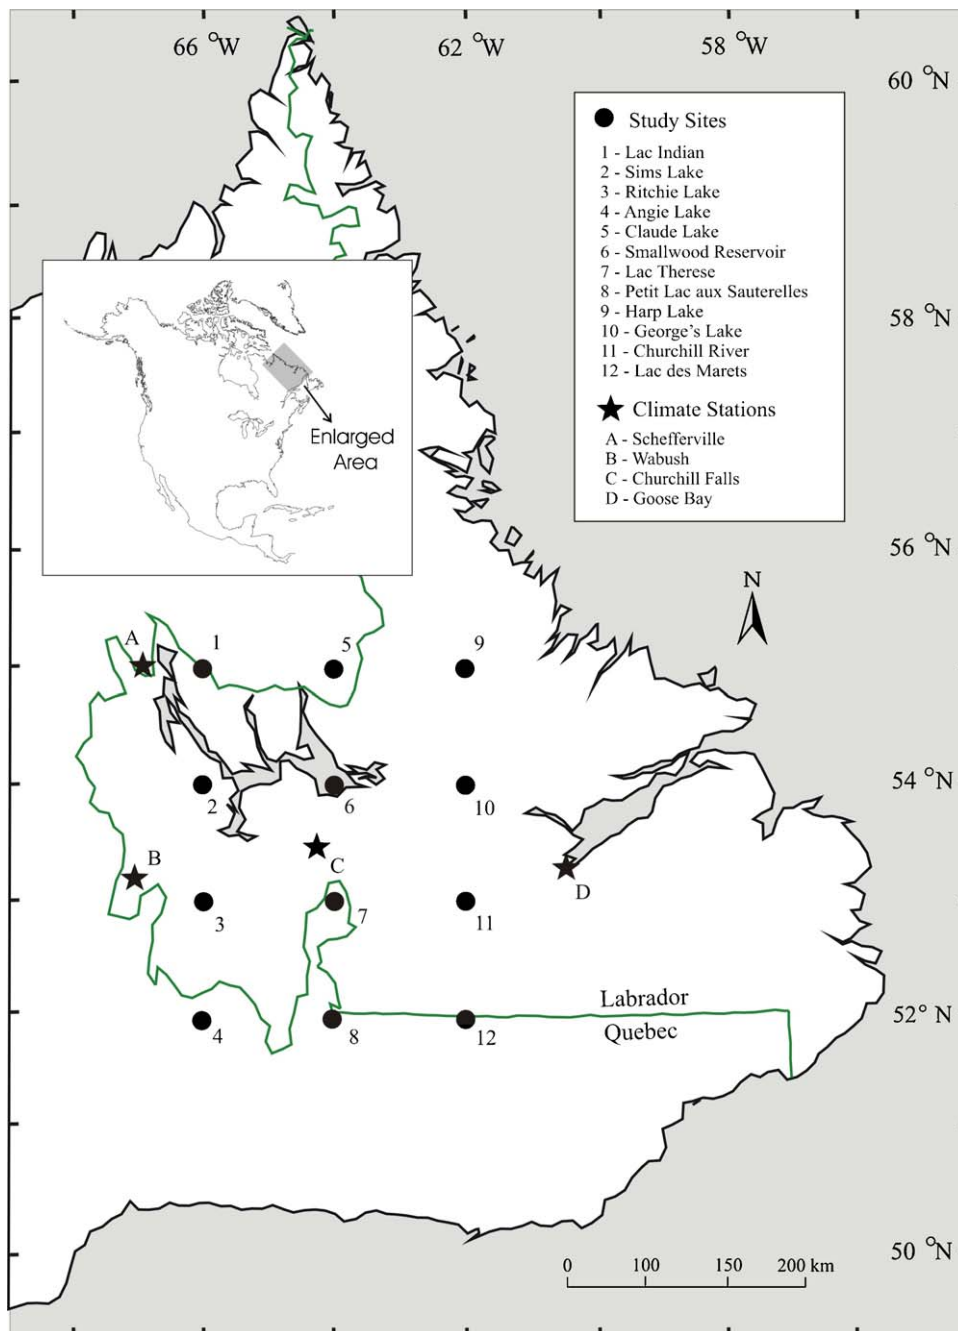 66 °W
62 °W
58 °W
60 °N
Study Sites
1 - Lac Indian
2 - Sims Lake
3 - Ritchie Lake
4 - Angie Lake
5 - Claude Lake
6 - Smallwood Reservoir
7 - Lac Therese
8 - Petit Lac aux Sauterelles
9 - Harp Lake
10 - George's Lake
11 - Churchill River
12 - Lac des Marets
Climate Stations
A - Schefferville
B - Wabush
C - Churchill Falls
D - Goose Bay
58 °N
Enlarged
Area
56 °N
N
A
1
5
9
54 °N
2
6
10
B
C
D
3
7
11
Labrador
52° N
Quebec
4
8
12
50 °N
0 100 150 200 km